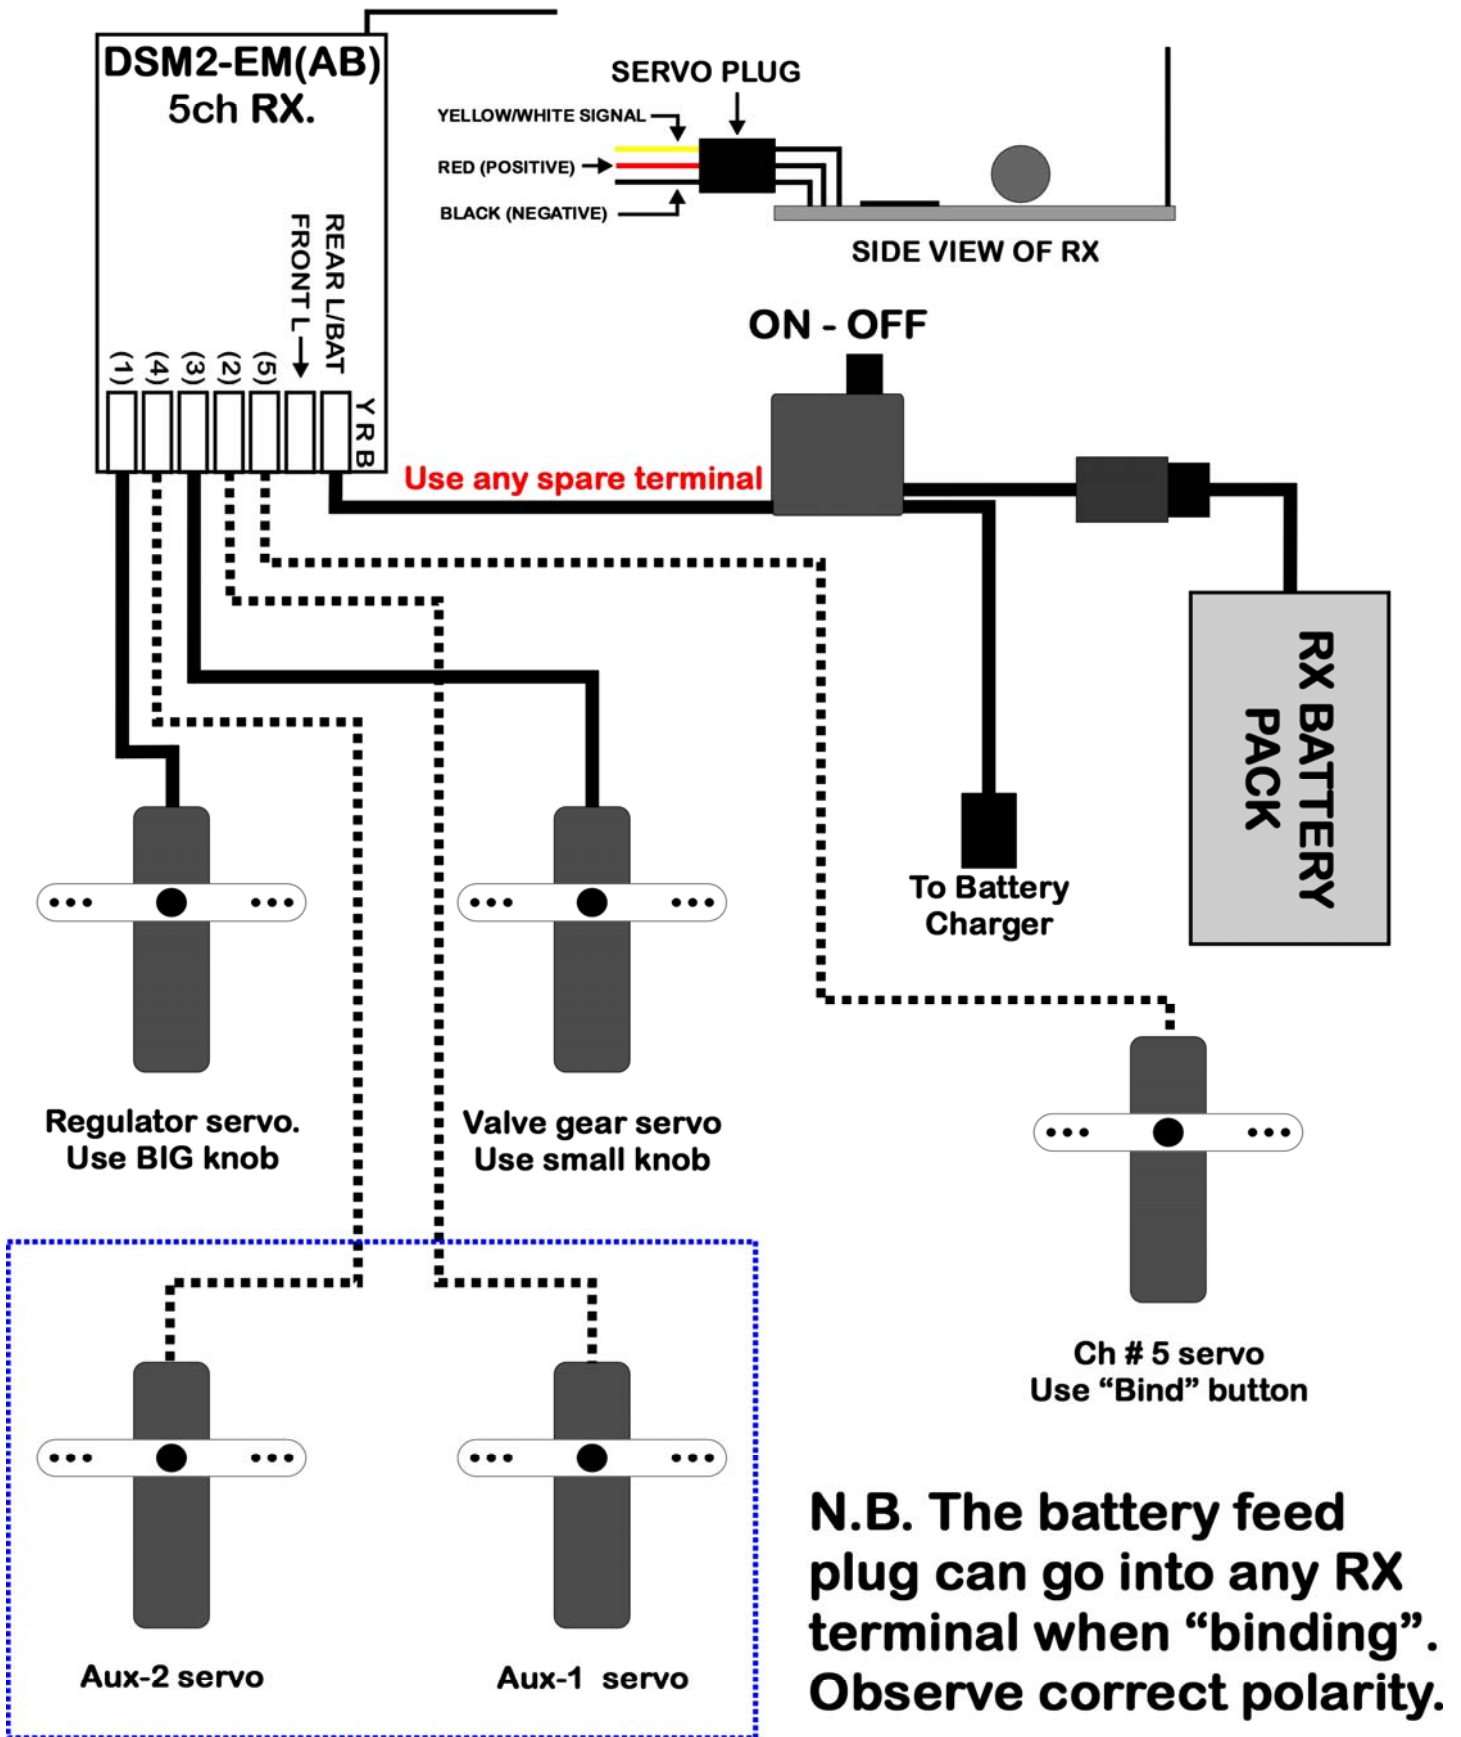 DSM2-EM(AB)
5ch RX.
SERVO PLUG
YELLOW/WHITE SIGNAL
RED (POSITIVE)
BLACK (NEGATIVE)
SIDE VIEW OF RX
REAR L/BAT
FRONT L
(1)
(4)
(3)
(2)
(5)
Y R B
ON - OFF
Use any spare terminal
RX BATTERY
PACK
To Battery
Charger
Regulator servo.
Use BIG knob
Valve gear servo
Use small knob
Ch # 5 servo
Use “Bind” button
Aux-2 servo
Aux-1 servo
N.B. The battery feed
plug can go into any RX
terminal when “binding”.
Observe correct polarity.